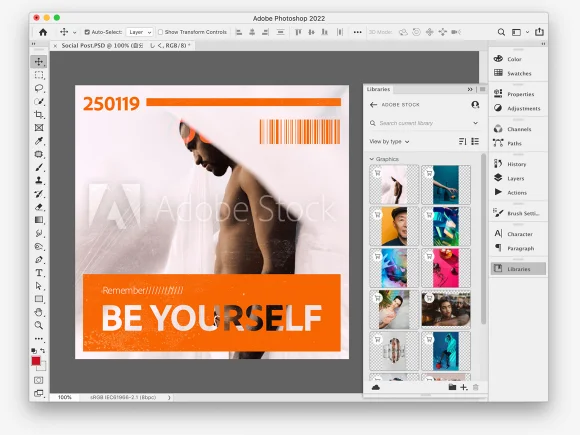 Adobe Photoshop 2022
Auto-Select: Layer Show Transform Controls 3D Mode:
Social Post.PSD @ 100% RGB/8) *
250119
Adobe Stock
Remember///////////
BE YOURSELF
100% sRGB IEC61966-2.1 (8bpc)
Libraries
ADOBE STOCK
Search current library
View by type
Graphics
Color
Swatches
Properties
Adjustments
Channels
Paths
History
Layers
Actions
Brush Setti...
Character
Paragraph
Libraries